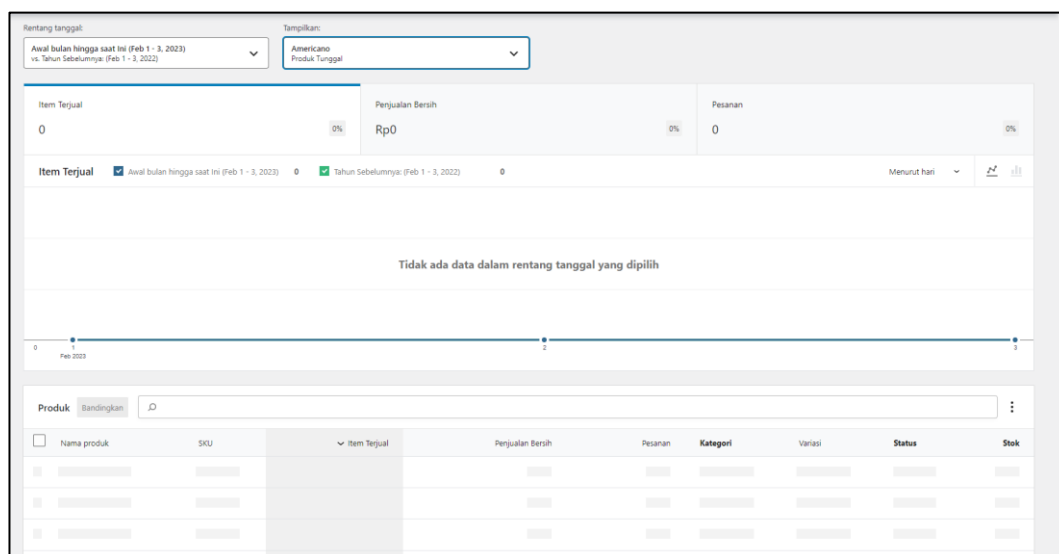 Rentang tanggal:
Tampilkan:
Awal bulan hingga saat Ini (Feb 1 - 3, 2023)
vs. Tahun Sebelumnya: (Feb 1 - 3, 2022)
Americano
Produk Tunggal
Item Terjual
0
0%
Penjualan Bersih
Rp0
0%
Pesanan
0
0%
Item Terjual
Awal bulan hingga saat Ini (Feb 1 - 3, 2023) 0
Tahun Sebelumnya: (Feb 1 - 3, 2022) 0
Menurut hari
Tidak ada data dalam rentang tanggal yang dipilih
0 1 2 3
Feb 2023
Produk Bandingkan
Nama produk SKU Item Terjual Penjualan Bersih Pesanan Kategori Variasi Status Stok